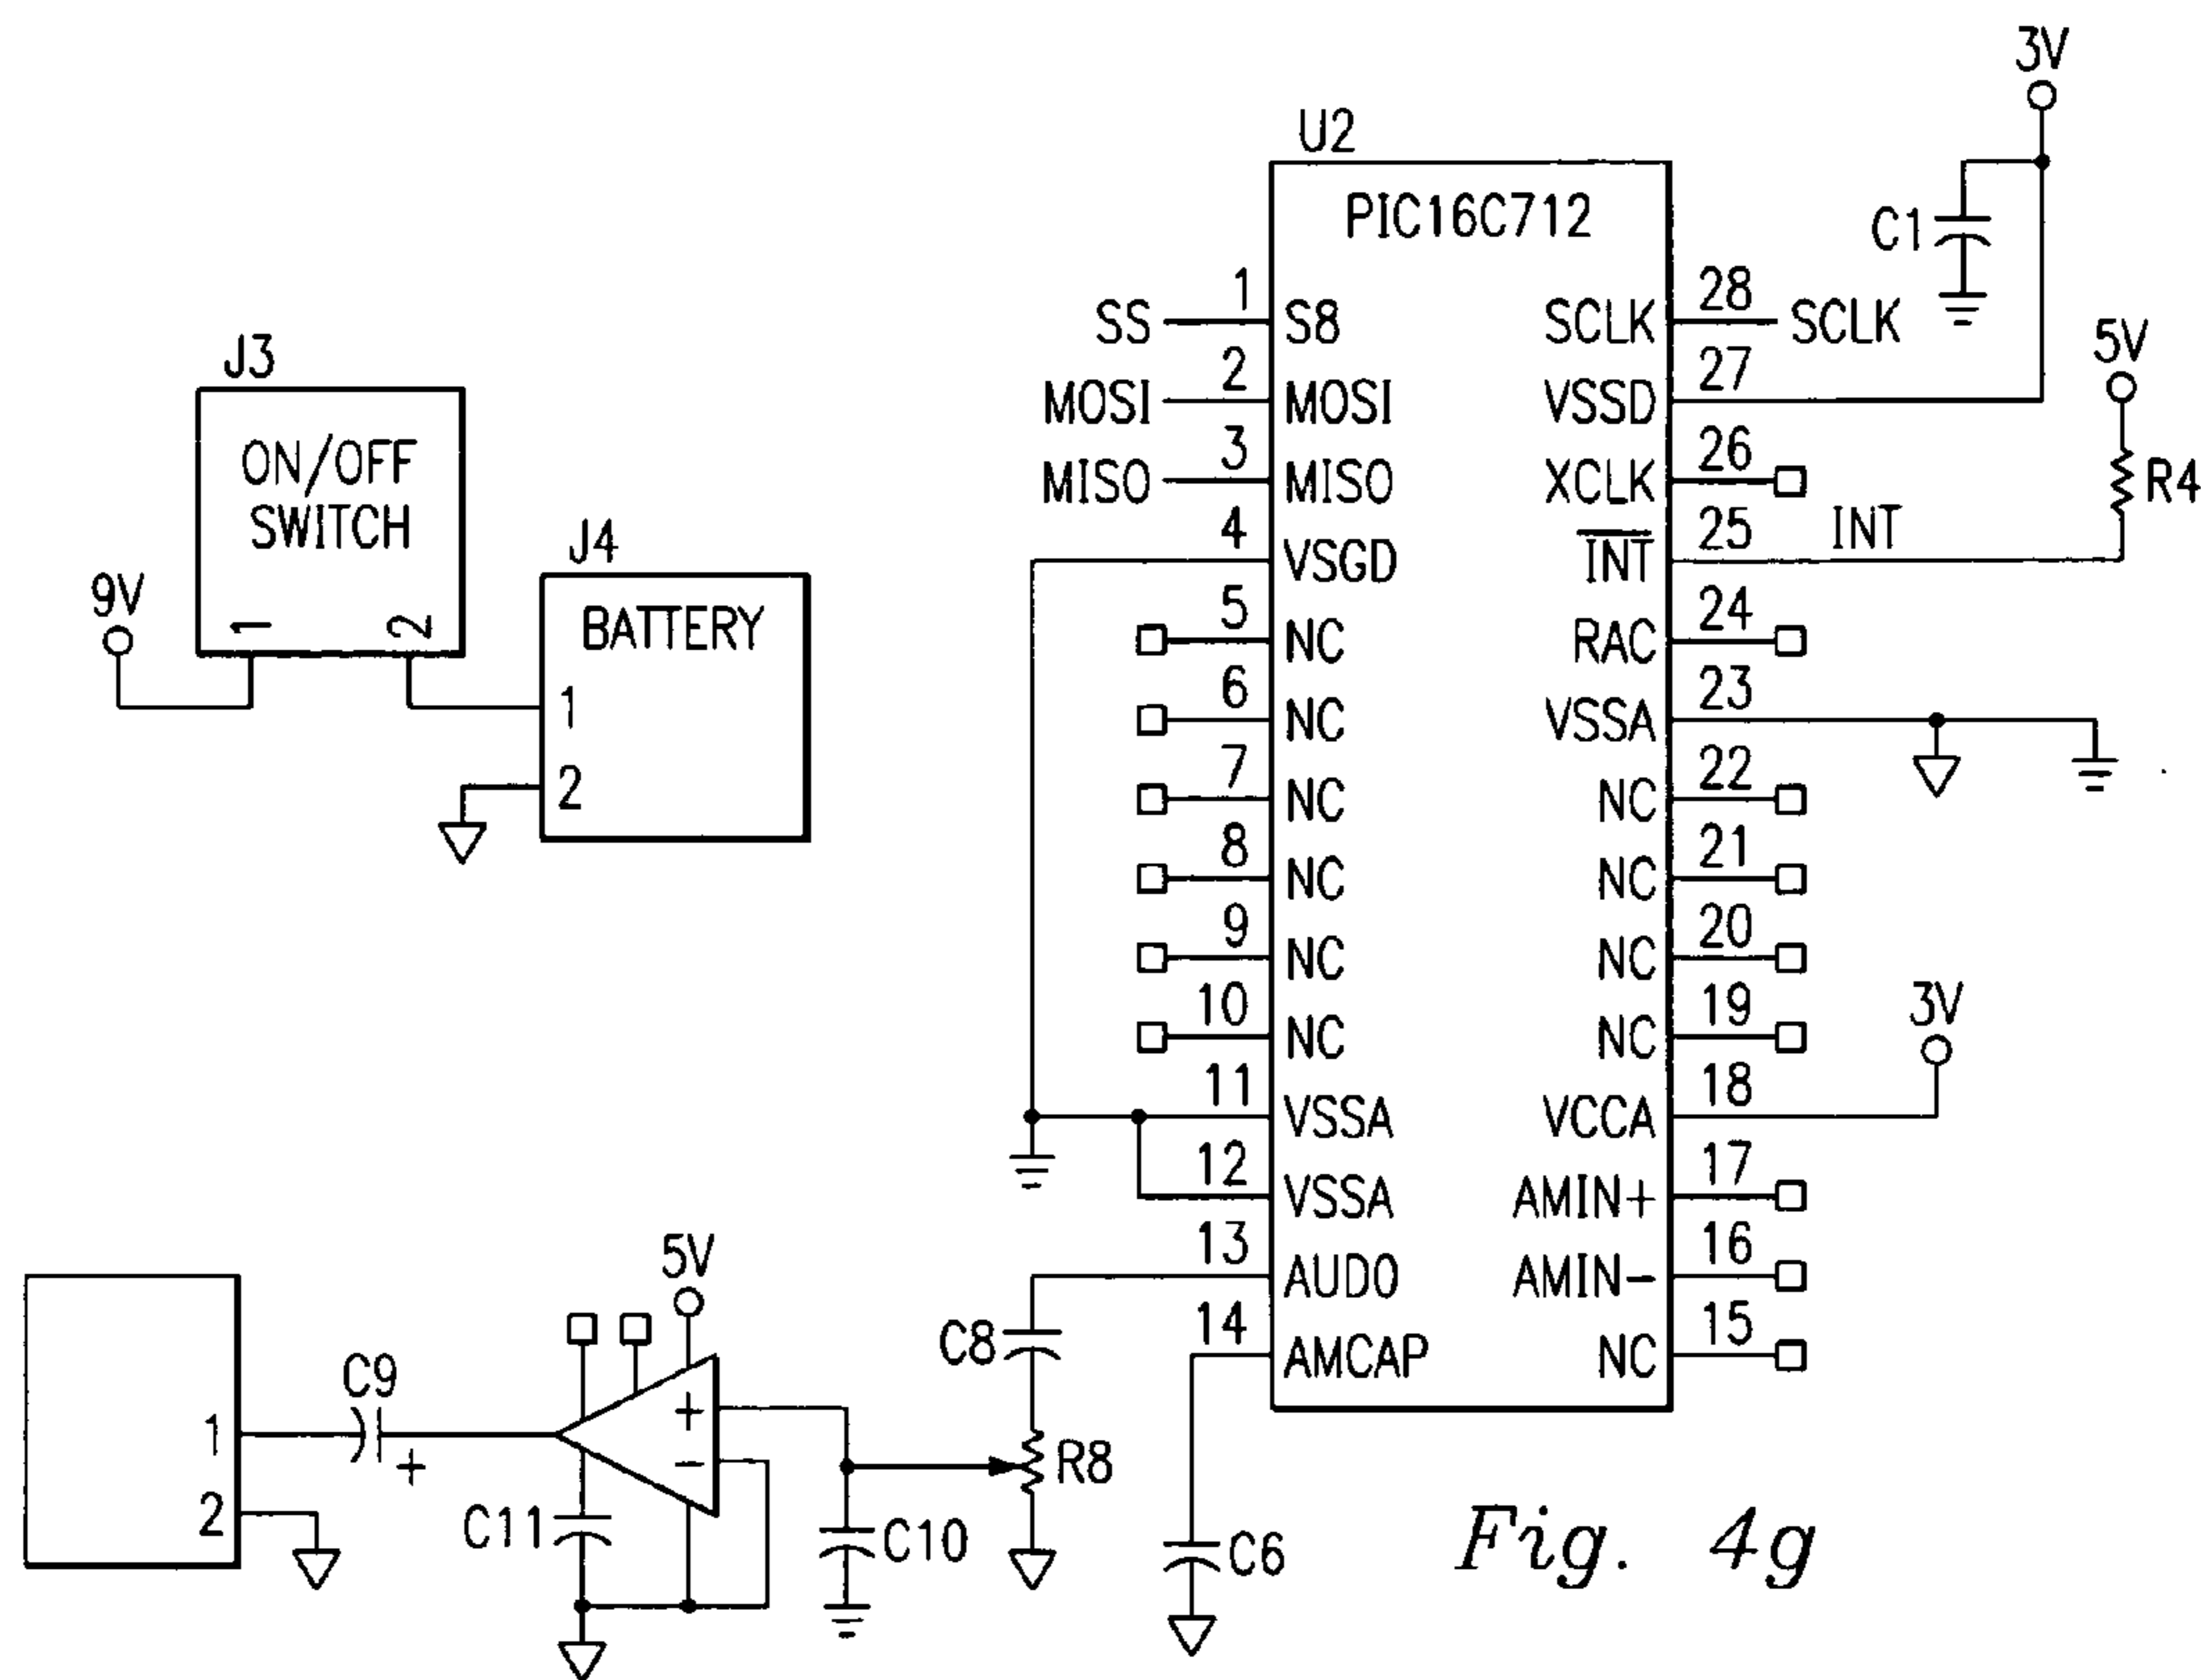 J3
ON/OFF
SWITCH
1
2
9V
J4
BATTERY
1
2
U2
PIC16C712
SS
1
S8
MOSI
2
MOSI
MISO
3
MISO
4
VSGD
5
NC
6
NC
7
NC
8
NC
9
NC
10
NC
11
VSSA
12
VSSA
13
AUDO
14
AMCAP
SCLK
28
SCLK
VSSD
27
XCLK
26
INT
25
INT
RAC
24
VSSA
23
NC
22
NC
21
NC
20
NC
19
VCCA
18
AMIN+
17
AMIN-
16
NC
15
3V
C1
5V
R4
3V
1
2
C9
+
5V
+
-
C11
C10
C8
R8
C6
Fig. 4g